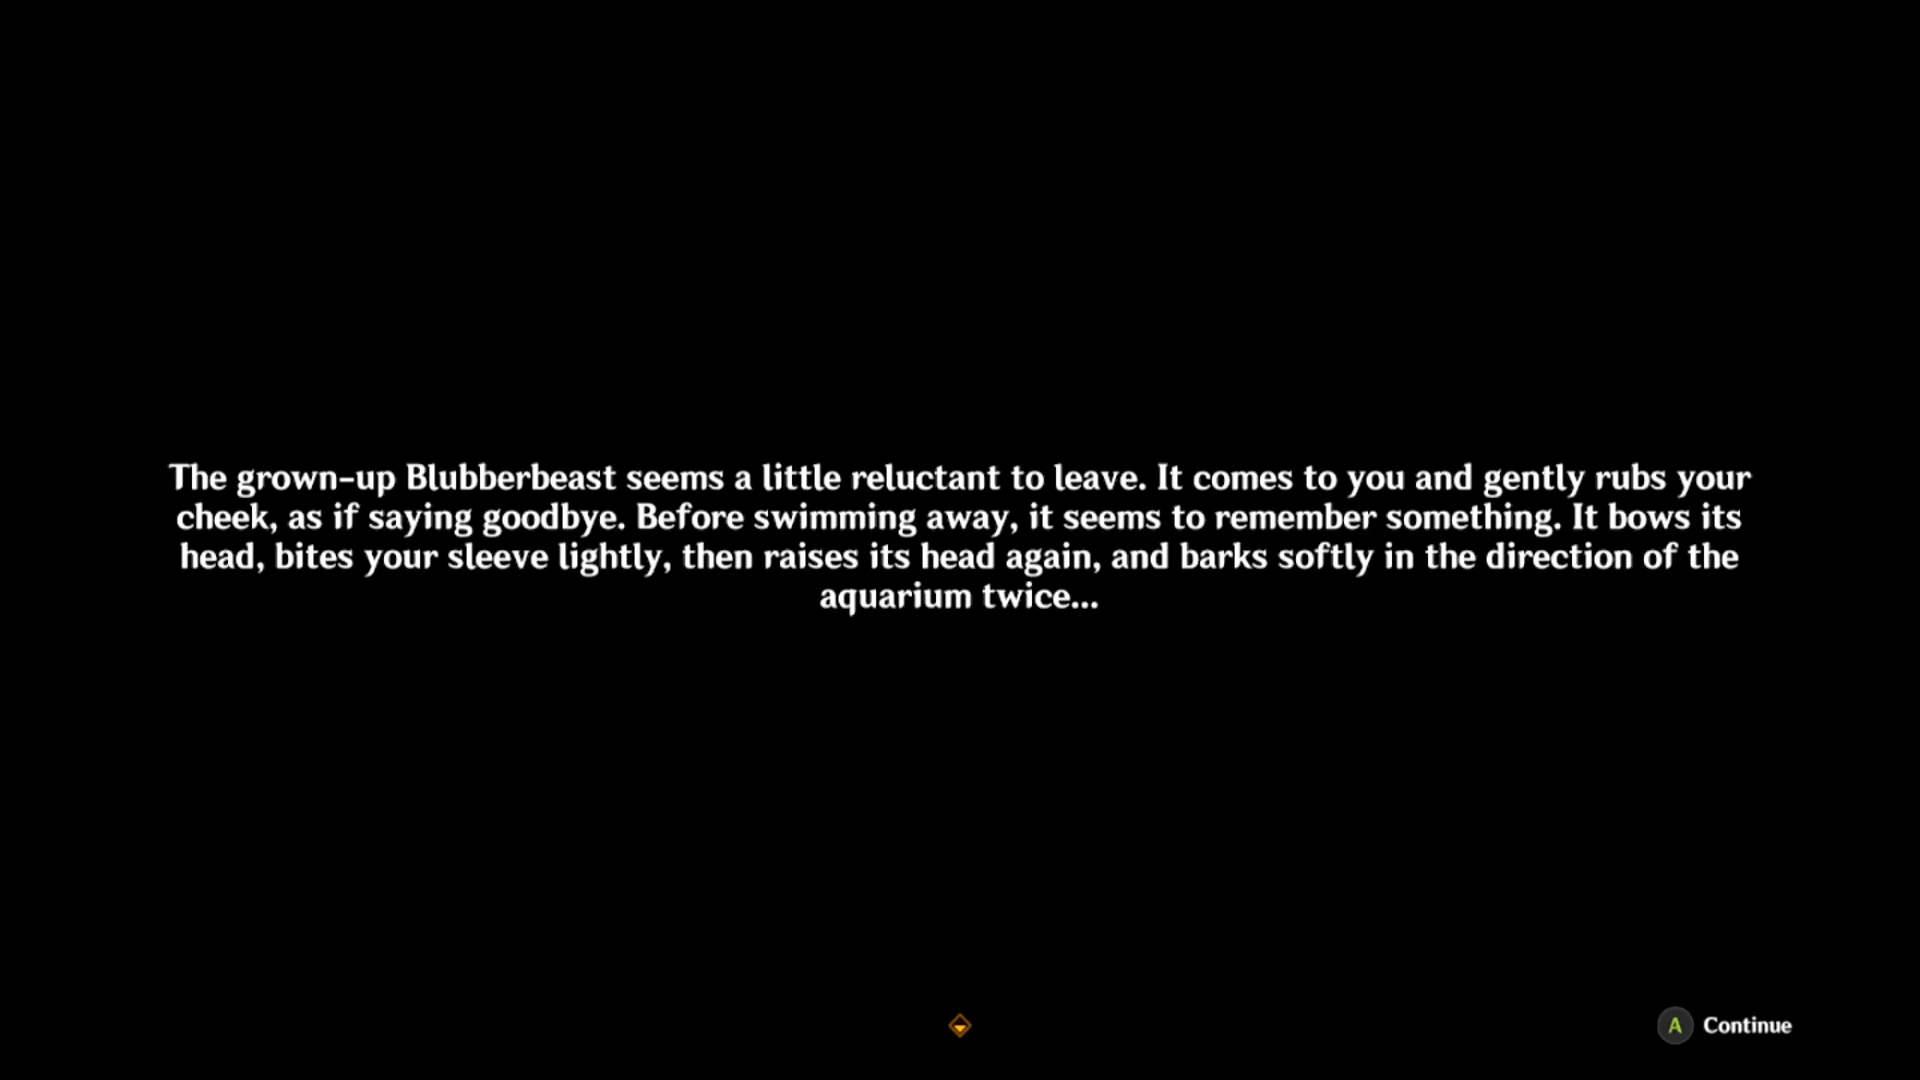 The grown-up Blubberbeast seems a little reluctant to leave. It comes to you and gently rubs your
cheek, as if saying goodbye. Before swimming away, it seems to remember something. It bows its
head, bites your sleeve lightly, then raises its head again, and barks softly in the direction of the
aquarium twice...
A Continue